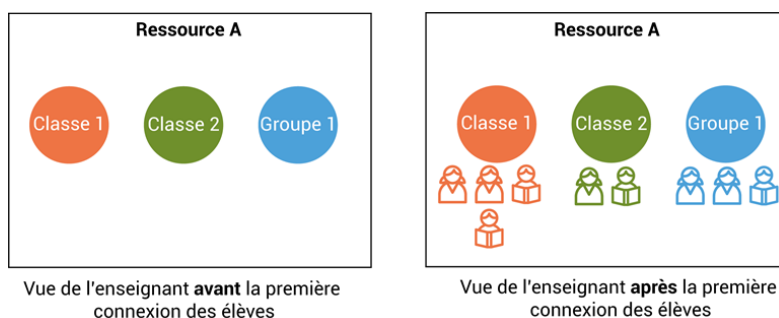 Ressource A
Classe 1
Classe 2
Groupe 1
Vue de l'enseignant avant la première
connexion des élèves
Ressource A
Classe 1
Classe 2
Groupe 1
Vue de l'enseignant après la première
connexion des élèves